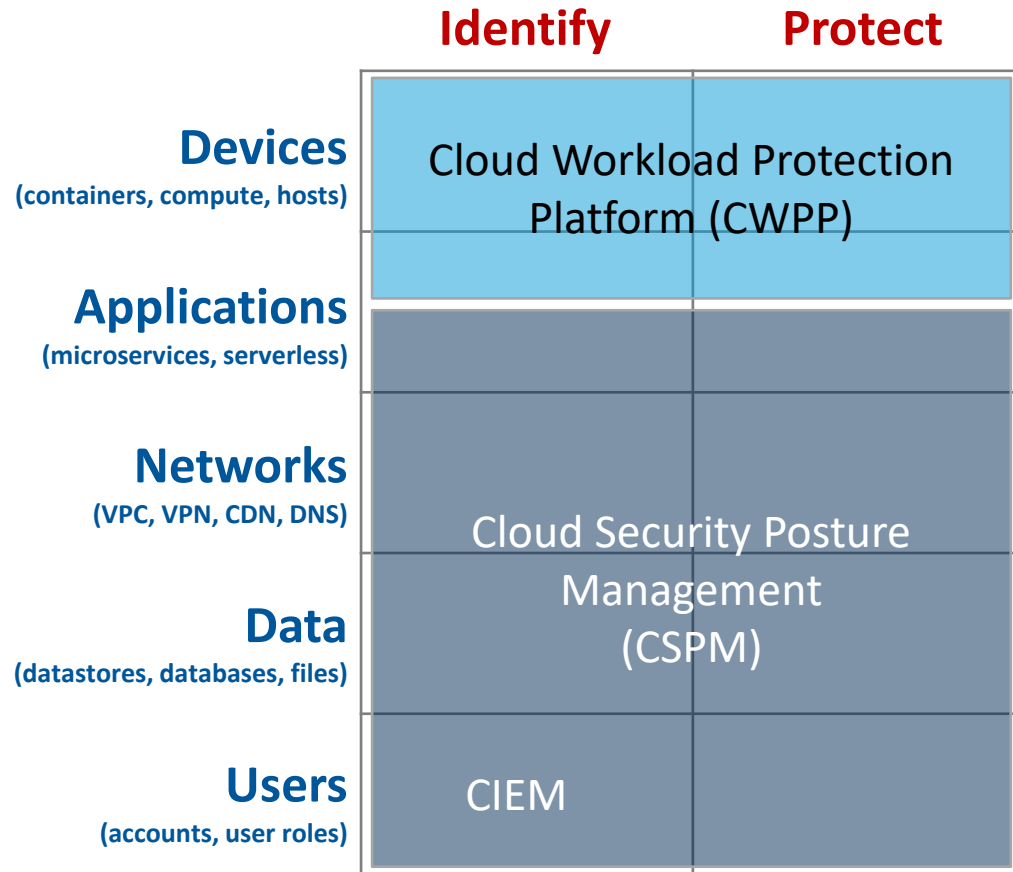 Identify Protect
Devices
(containers, compute, hosts)
Cloud Workload Protection
Platform (CWPP)
Applications
(microservices, serverless)
Networks
(VPC, VPN, CDN, DNS)
Cloud Security Posture
Management
(CSPM)
Data
(datastores, databases, files)
Users
(accounts, user roles)
CIEM